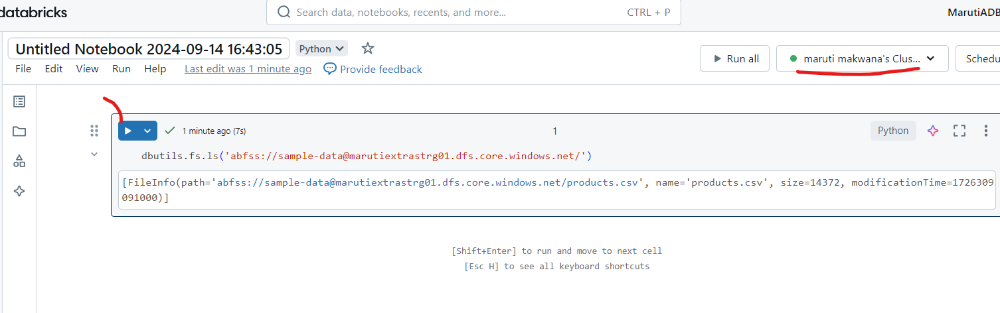 databricks
Search data, notebooks, recents, and more... CTRL + P
MarutiADB
Untitled Notebook 2024-09-14 16:43:05 Python
File Edit View Run Help Last edit was 1 minute ago Provide feedback
Run all maruti makwana's Clus... Schedu
1 minute ago (7s) 1 Python
dbutils.fs.ls('abfss://sample-data@marutiextrastrg01.dfs.core.windows.net/')
[FileInfo(path='abfss://sample-data@marutiextrastrg01.dfs.core.windows.net/products.csv', name='products.csv', size=14372, modificationTime=1726309
091000)]
[Shift+Enter] to run and move to next cell
[Esc H] to see all keyboard shortcuts